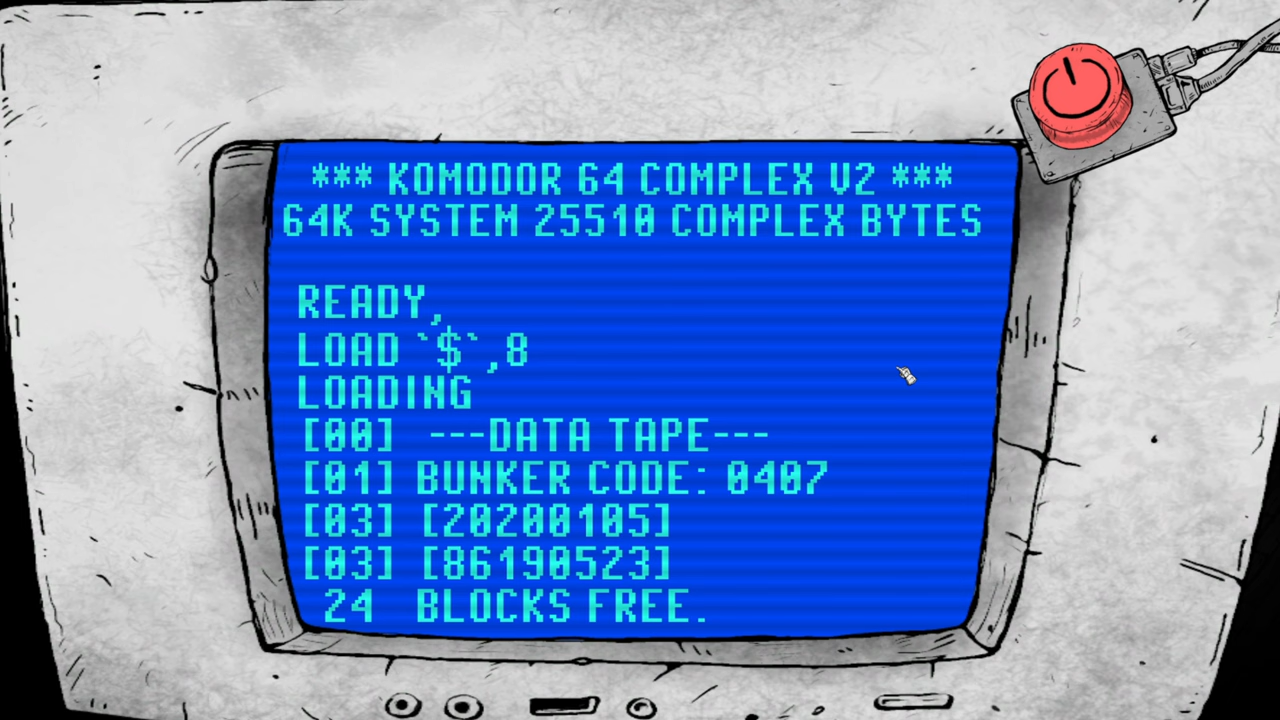 *** KOMODOR 64 COMPLEX V2 ***
64K SYSTEM 25510 COMPLEX BYTES
READY,
LOAD `$`,8
LOADING
[00] ---DATA TAPE---
[01] BUNKER CODE: 0407
[03] [20200105]
[03] [86190523]
24 BLOCKS FREE.